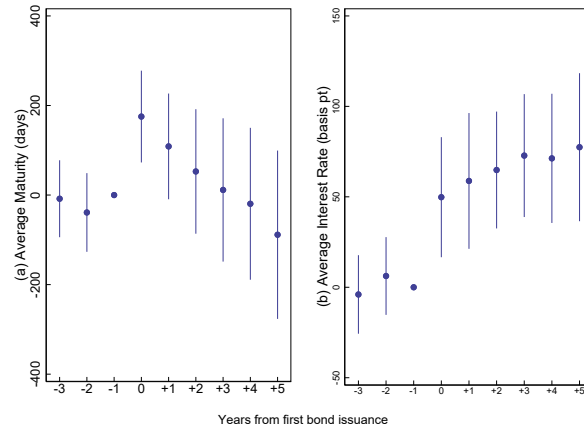 (a) Average Maturity (days)
400
200
0
-200
-400
-3 -2 -1 0 +1 +2 +3 +4 +5
(b) Average Interest Rate (basis pt)
150
100
50
0
-50
-3 -2 -1 0 +1 +2 +3 +4 +5
Years from first bond issuance